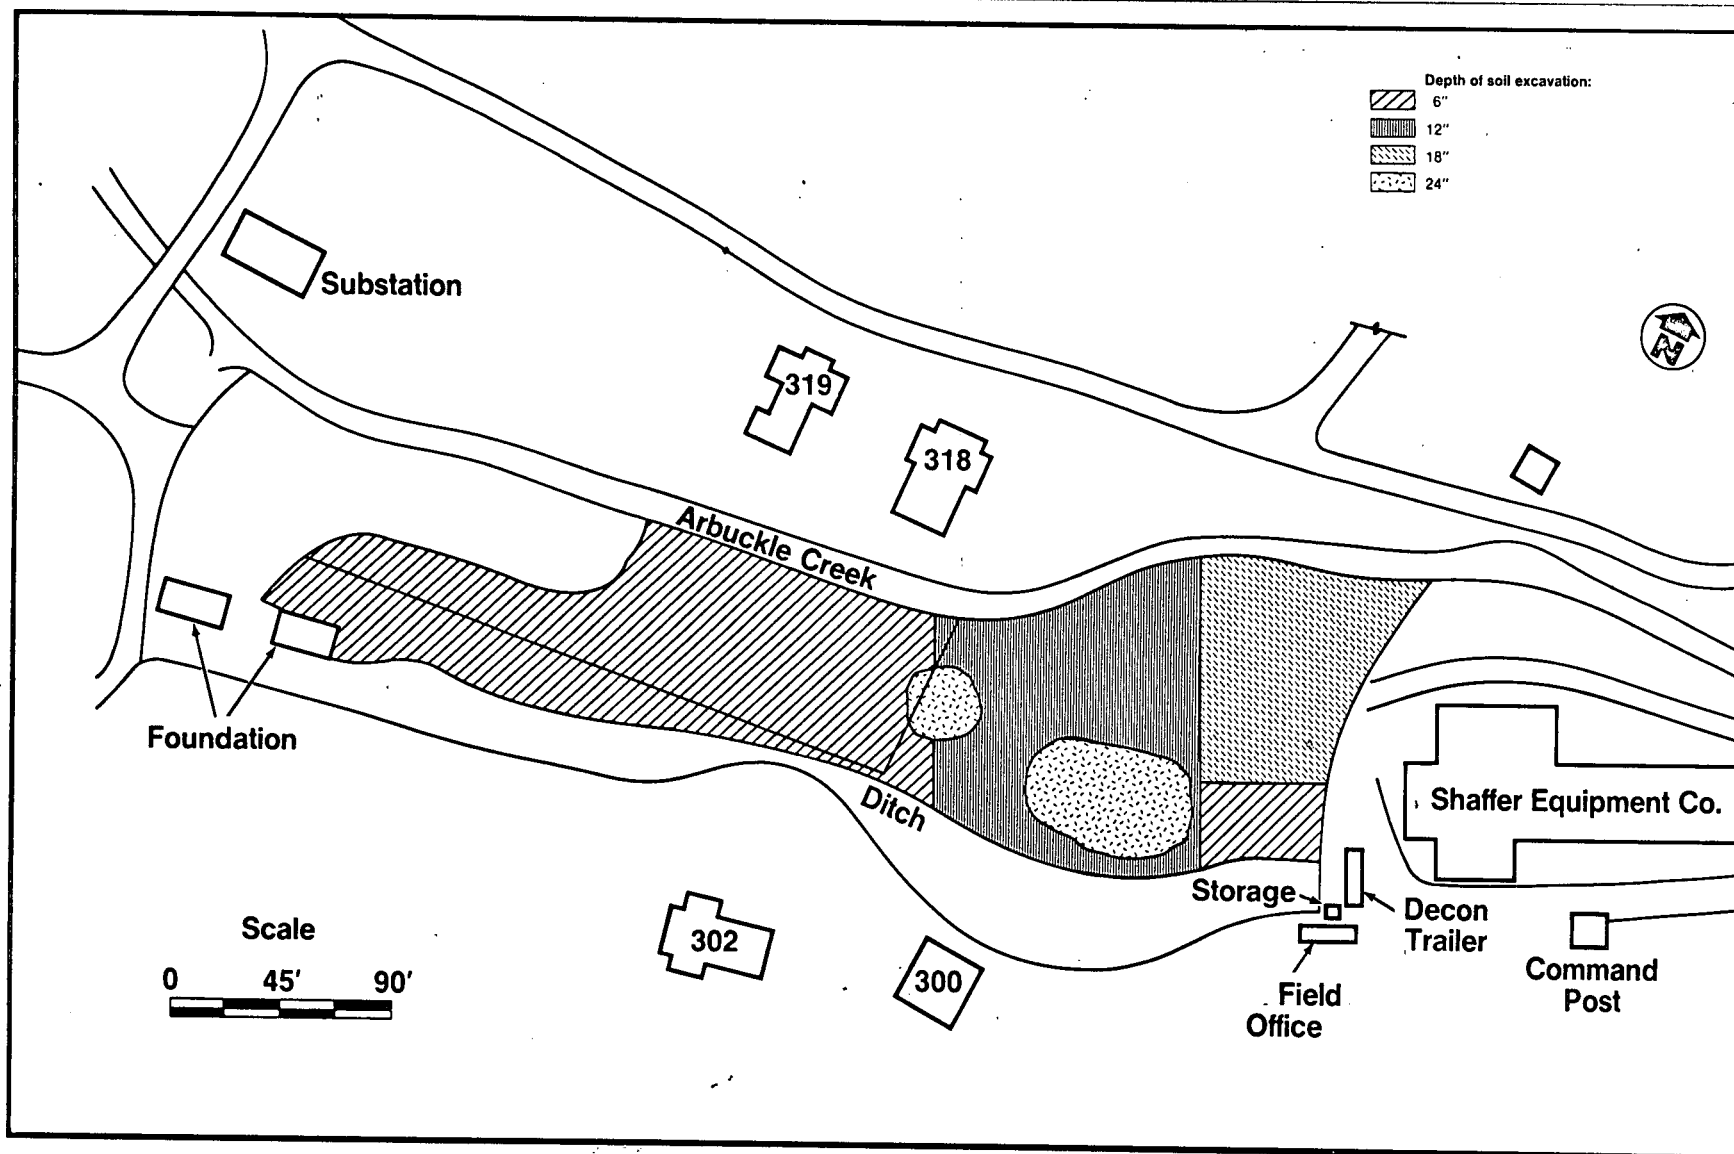 Depth of soil excavation:
6"
12"
18"
24"
Substation
N
319
318
Arbuckle Creek
Foundation
Ditch
Shaffer Equipment Co.
Storage
Decon
Trailer
Scale
0 45' 90'
302
300
Field
Office
Command
Post